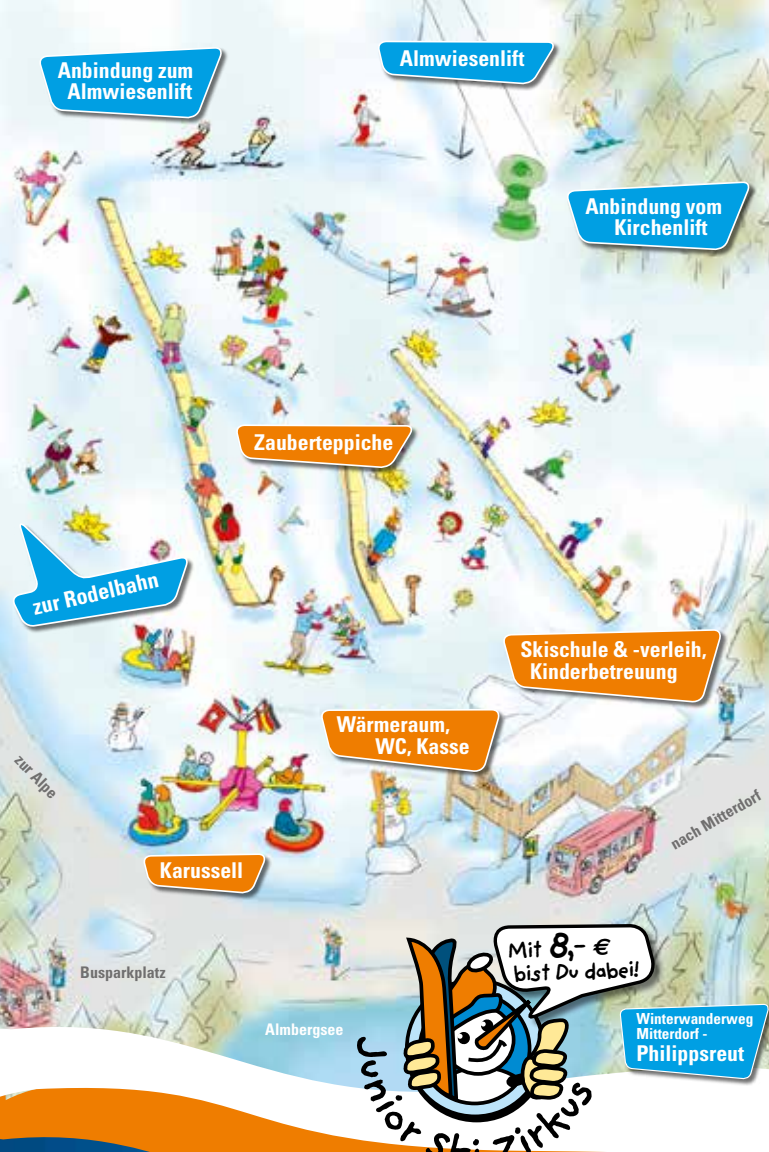 Anbindung zum
Almwiesenlift
Almwiesenlift
Anbindung vom
Kirchenlift
Zauberteppiche
zur Rodelbahn
Skischule & -verleih,
Kinderbetreuung
Wärmeraum,
WC, Kasse
zur Alpe
nach Mitterdorf
Karussell
Mit 8,- €
bist Du dabei!
Busparkplatz
Almbergsee
Winterwanderweg
Mitterdorf -
Philippsreut
Junior Ski Zirkus